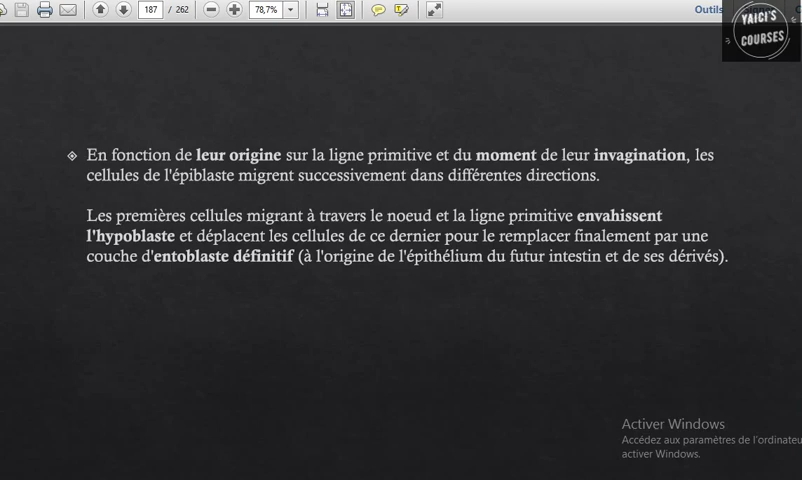 187 / 262 78,7% Outils
YAICI'S
COURSES
En fonction de leur origine sur la ligne primitive et du moment de leur invagination, les
cellules de l'épiblaste migrent successivement dans différentes directions.
Les premières cellules migrant à travers le noeud et la ligne primitive envahissent
l'hypoblaste et déplacent les cellules de ce dernier pour le remplacer finalement par une
couche d'entoblaste définitif (à l'origine de l'épithélium du futur intestin et de ses dérivés).
Activer Windows
Accédez aux paramètres de l'ordinateu
activer Windows.